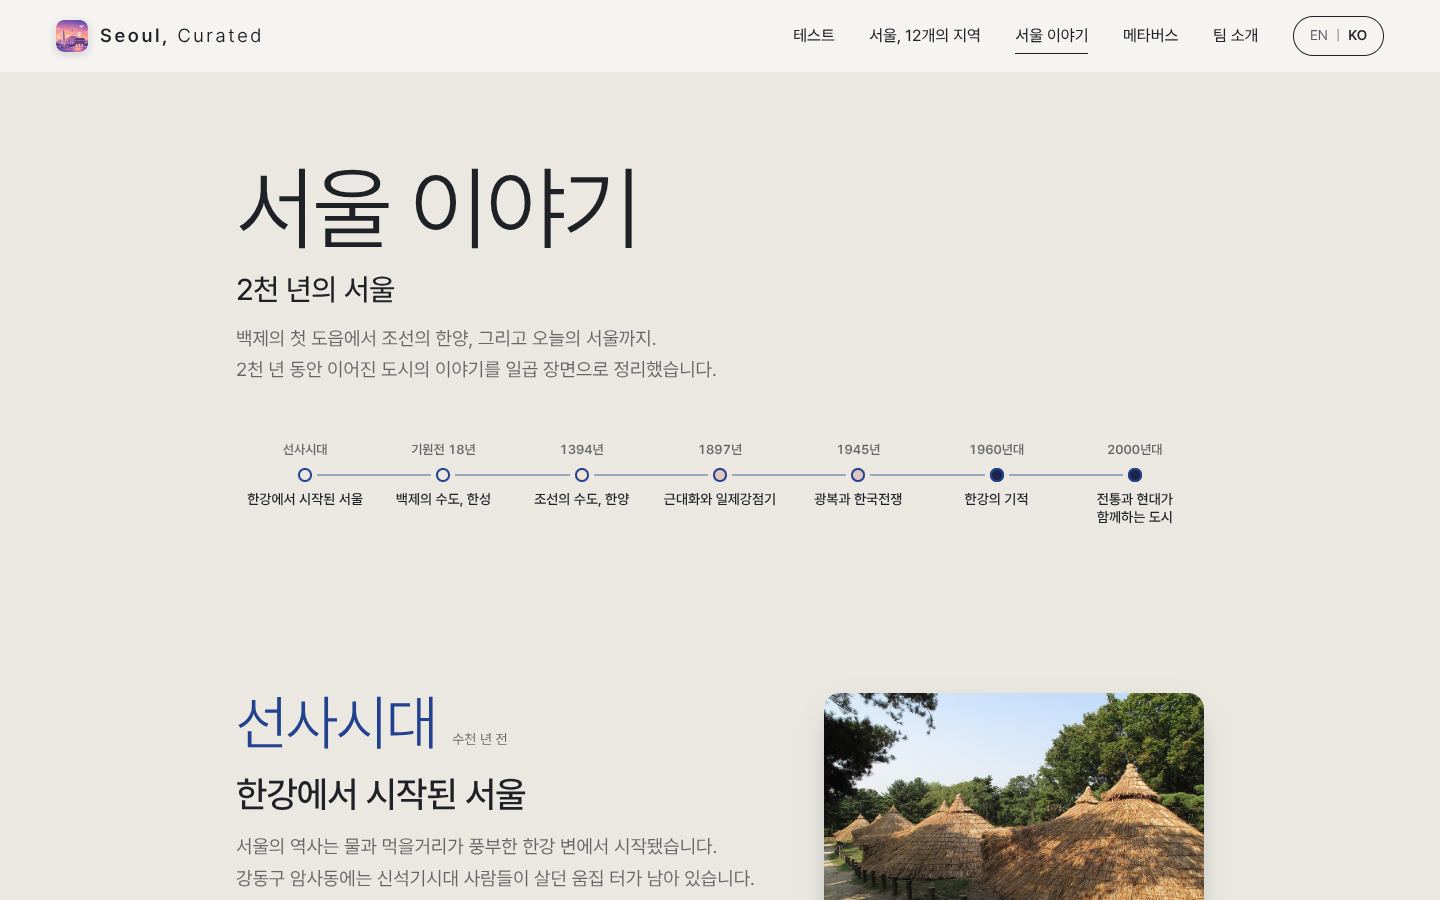 Seoul, Curated
테스트
서울, 12개의 지역
서울 이야기
메타버스
팀 소개
EN | KO
서울 이야기
2천 년의 서울
백제의 첫 도읍에서 조선의 한양, 그리고 오늘의 서울까지.
2천 년 동안 이어진 도시의 이야기를 일곱 장면으로 정리했습니다.
선사시대
한강에서 시작된 서울
기원전 18년
백제의 수도, 한성
1394년
조선의 수도, 한양
1897년
근대화와 일제강점기
1945년
광복과 한국전쟁
1960년대
한강의 기적
2000년대
전통과 현대가
함께하는 도시
선사시대
수천 년 전
한강에서 시작된 서울
서울의 역사는 물과 먹을거리가 풍부한 한강 변에서 시작됐습니다.
강동구 암사동에는 신석기시대 사람들이 살던 움집 터가 남아 있습니다.